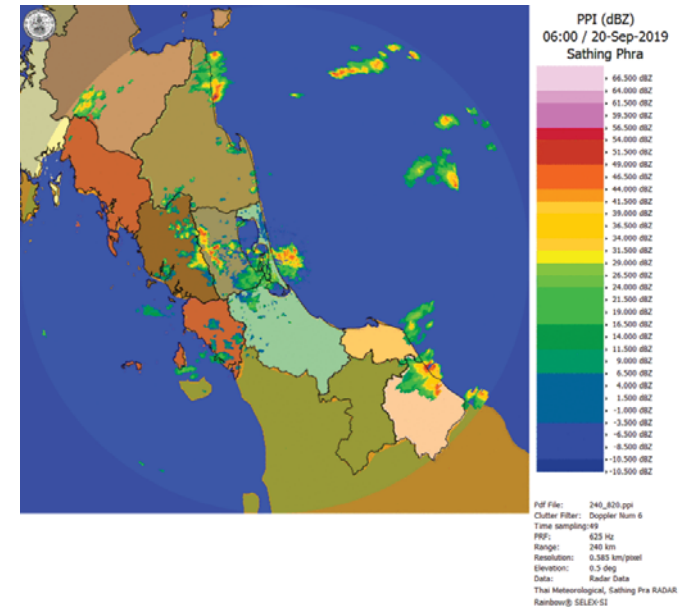 PPI (dBZ)
06:00 / 20-Sep-2019
Sathing Phra
66.500 dBZ
64.000 dBZ
61.500 dBZ
59.500 dBZ
56.500 dBZ
54.000 dBZ
51.500 dBZ
49.000 dBZ
46.500 dBZ
44.000 dBZ
41.500 dBZ
39.000 dBZ
36.500 dBZ
34.000 dBZ
31.500 dBZ
29.000 dBZ
26.500 dBZ
24.000 dBZ
21.500 dBZ
19.000 dBZ
16.500 dBZ
14.000 dBZ
11.500 dBZ
9.000 dBZ
6.500 dBZ
4.000 dBZ
1.500 dBZ
-1.000 dBZ
-3.500 dBZ
-6.500 dBZ
-8.500 dBZ
-10.500 dBZ
-10.500 dBZ
Pdf File: 240_820.ppi
Clutter Filter: Doppler Num 6
Time sampling:49
PRF: 625 Hz
Range: 240 km
Resolution: 0.585 km/pixel
Elevation: 0.5 deg
Data: Radar Data
Thai Meteorological, Sathing Pra RADAR
Rainbow® SELEX-SI